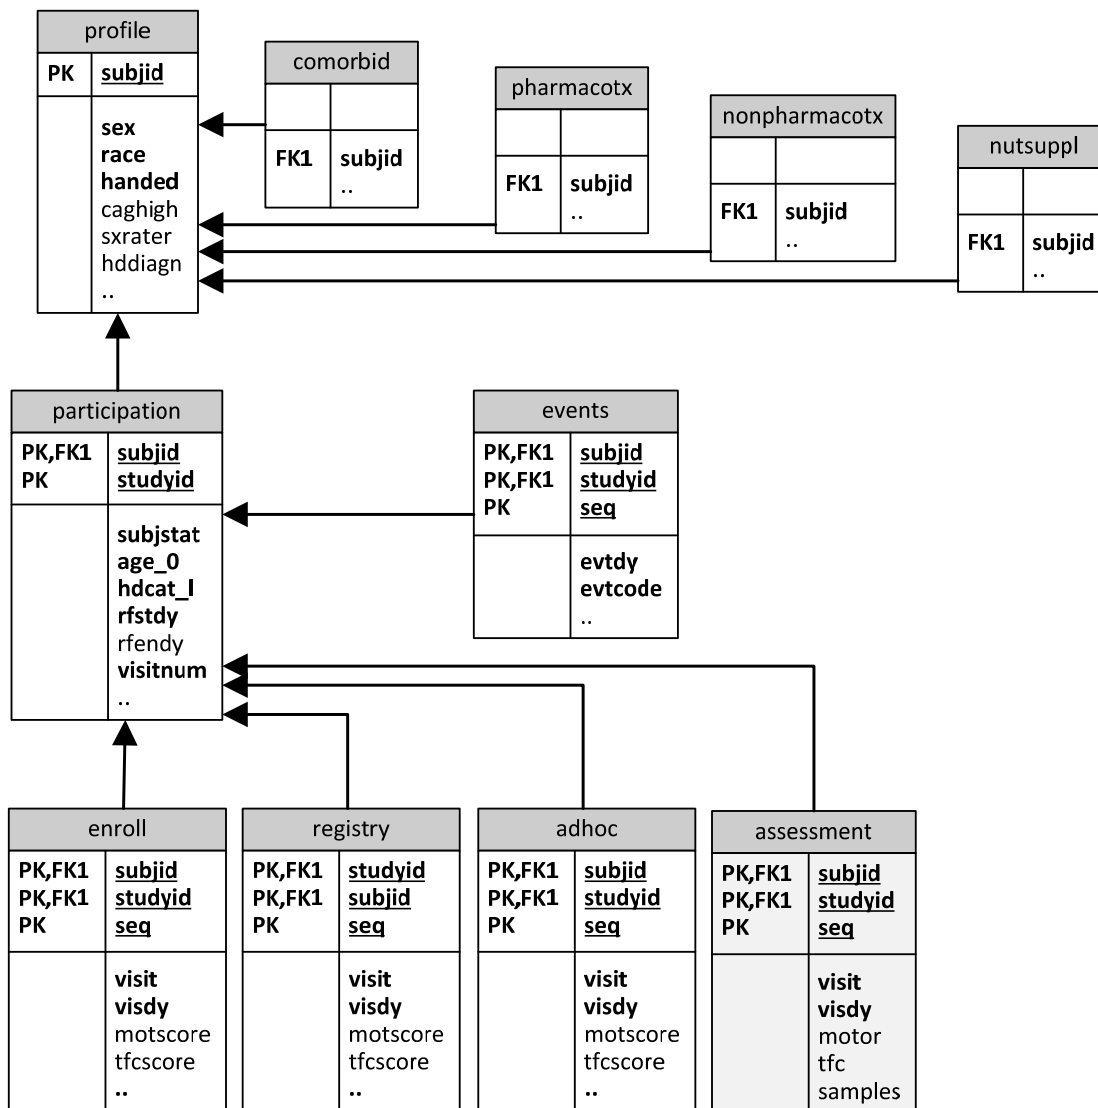 profile
PK subjid
sex
race
handed
caghigh
sxrater
hddiagn
..
comorbid
FK1 subjid
..
pharmacotx
FK1 subjid
..
nonpharmacotx
FK1 subjid
..
nutsuppl
FK1 subjid
..
participation
PK,FK1 subjid
PK studyid
subjstat
age_0
hdcat_l
rfstdy
rfendy
visitnum
..
events
PK,FK1 subjid
PK,FK1 studyid
PK seq
evtdy
evtcode
..
enroll
PK,FK1 subjid
PK,FK1 studyid
PK seq
visit
visdy
motscore
tfcscore
..
registry
PK,FK1 studyid
PK,FK1 subjid
PK seq
visit
visdy
motscore
tfcscore
..
adhoc
PK,FK1 subjid
PK,FK1 studyid
PK seq
visit
visdy
motscore
tfcscore
..
assessment
PK,FK1 subjid
PK,FK1 studyid
PK seq
visit
visdy
motor
tfc
samples